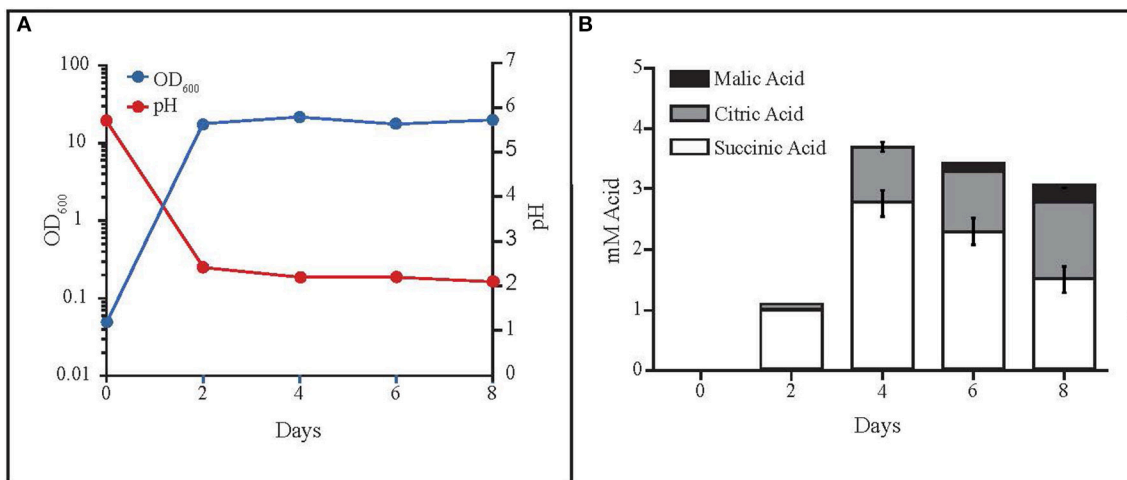 A
100
10
1
0.1
0.01
OD600
OD600
pH
7
6
5
4
3
2
1
0
pH
0 2 4 6 8
Days
B
5
4
3
2
1
0
mM Acid
Malic Acid
Citric Acid
Succinic Acid
0 2 4 6 8
Days